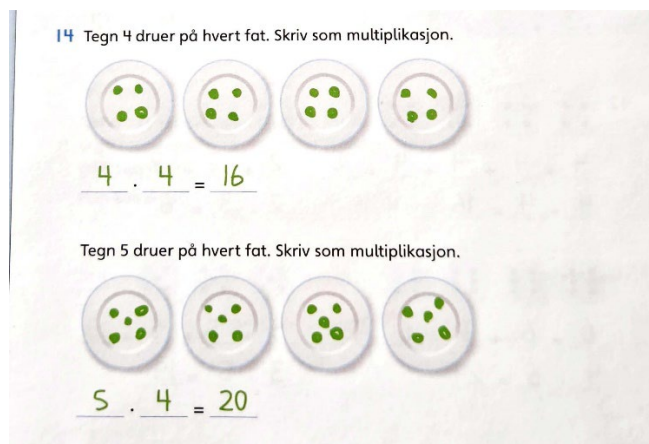 14 Tegn 4 druer på hvert fat. Skriv som multiplikasjon.
4 · 4 = 16
Tegn 5 druer på hvert fat. Skriv som multiplikasjon.
5 · 4 = 20